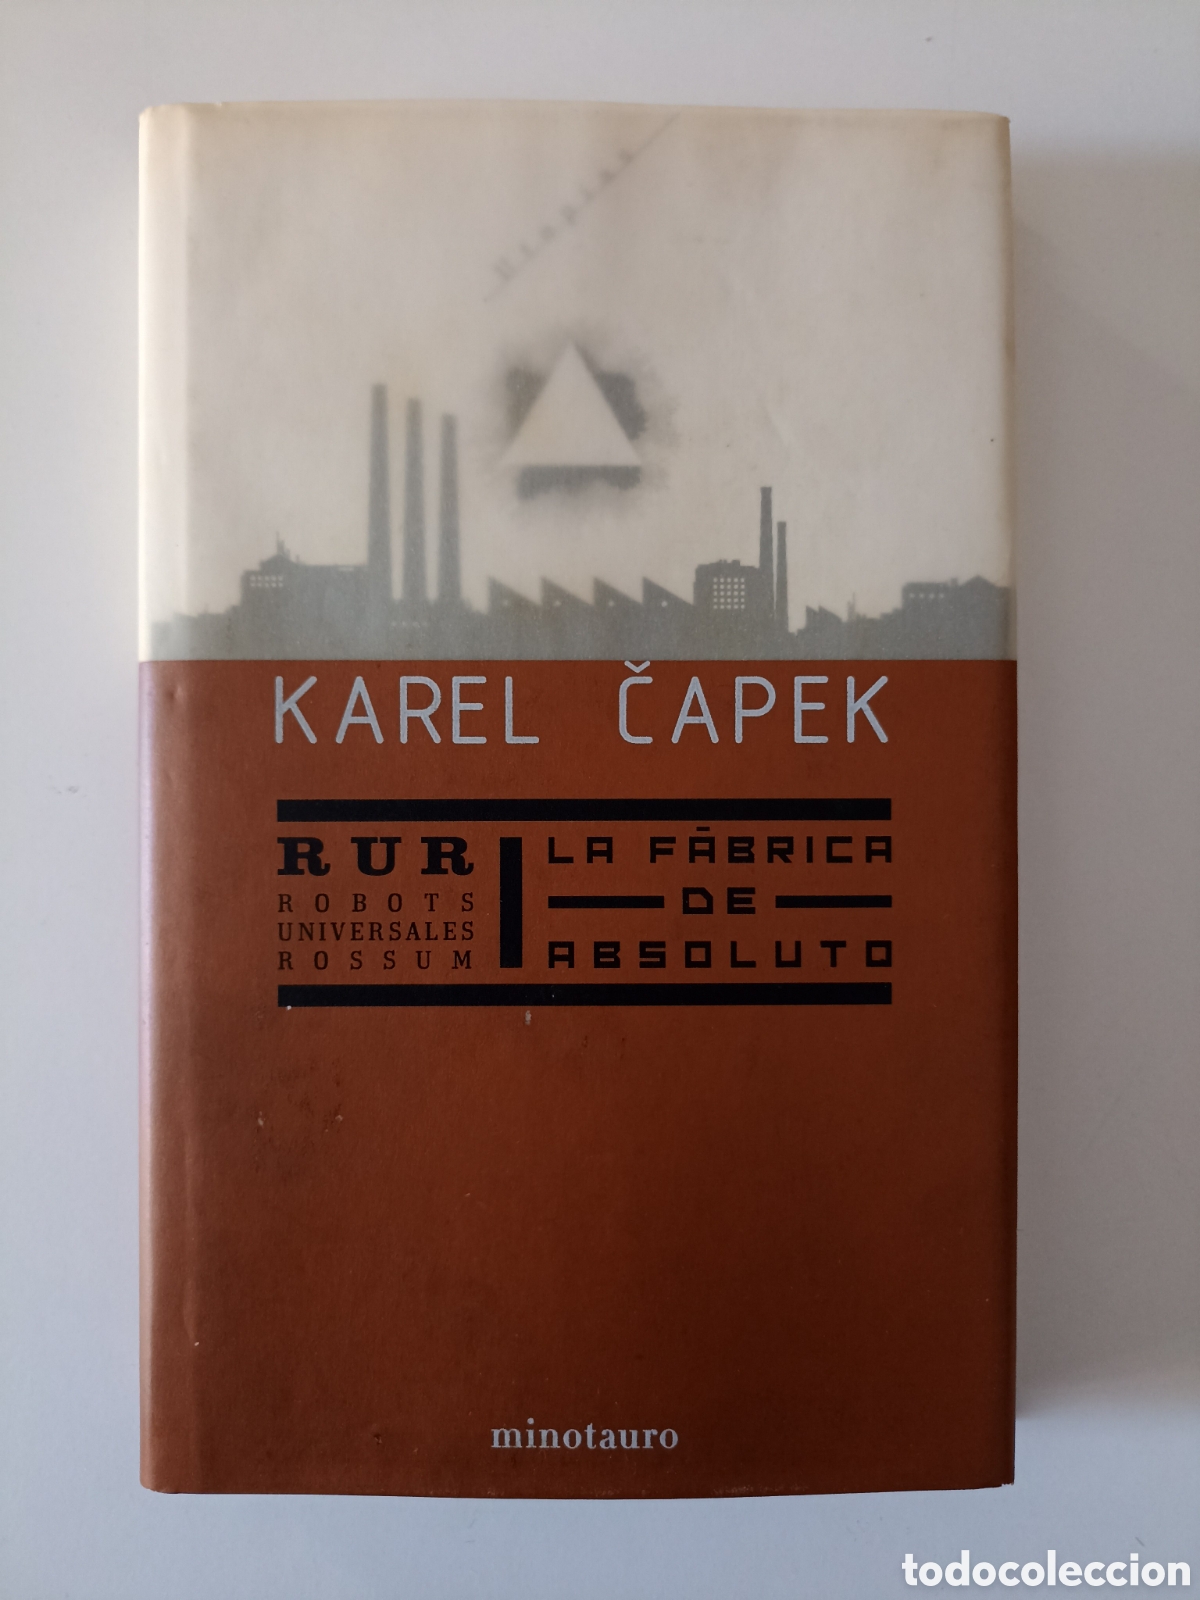 KAREL ČAPEK
RUR
ROBOTS
UNIVERSALES
ROSSUM
LA FÁBRICA
DE
ABSOLUTO
minotauro
todocoleccion